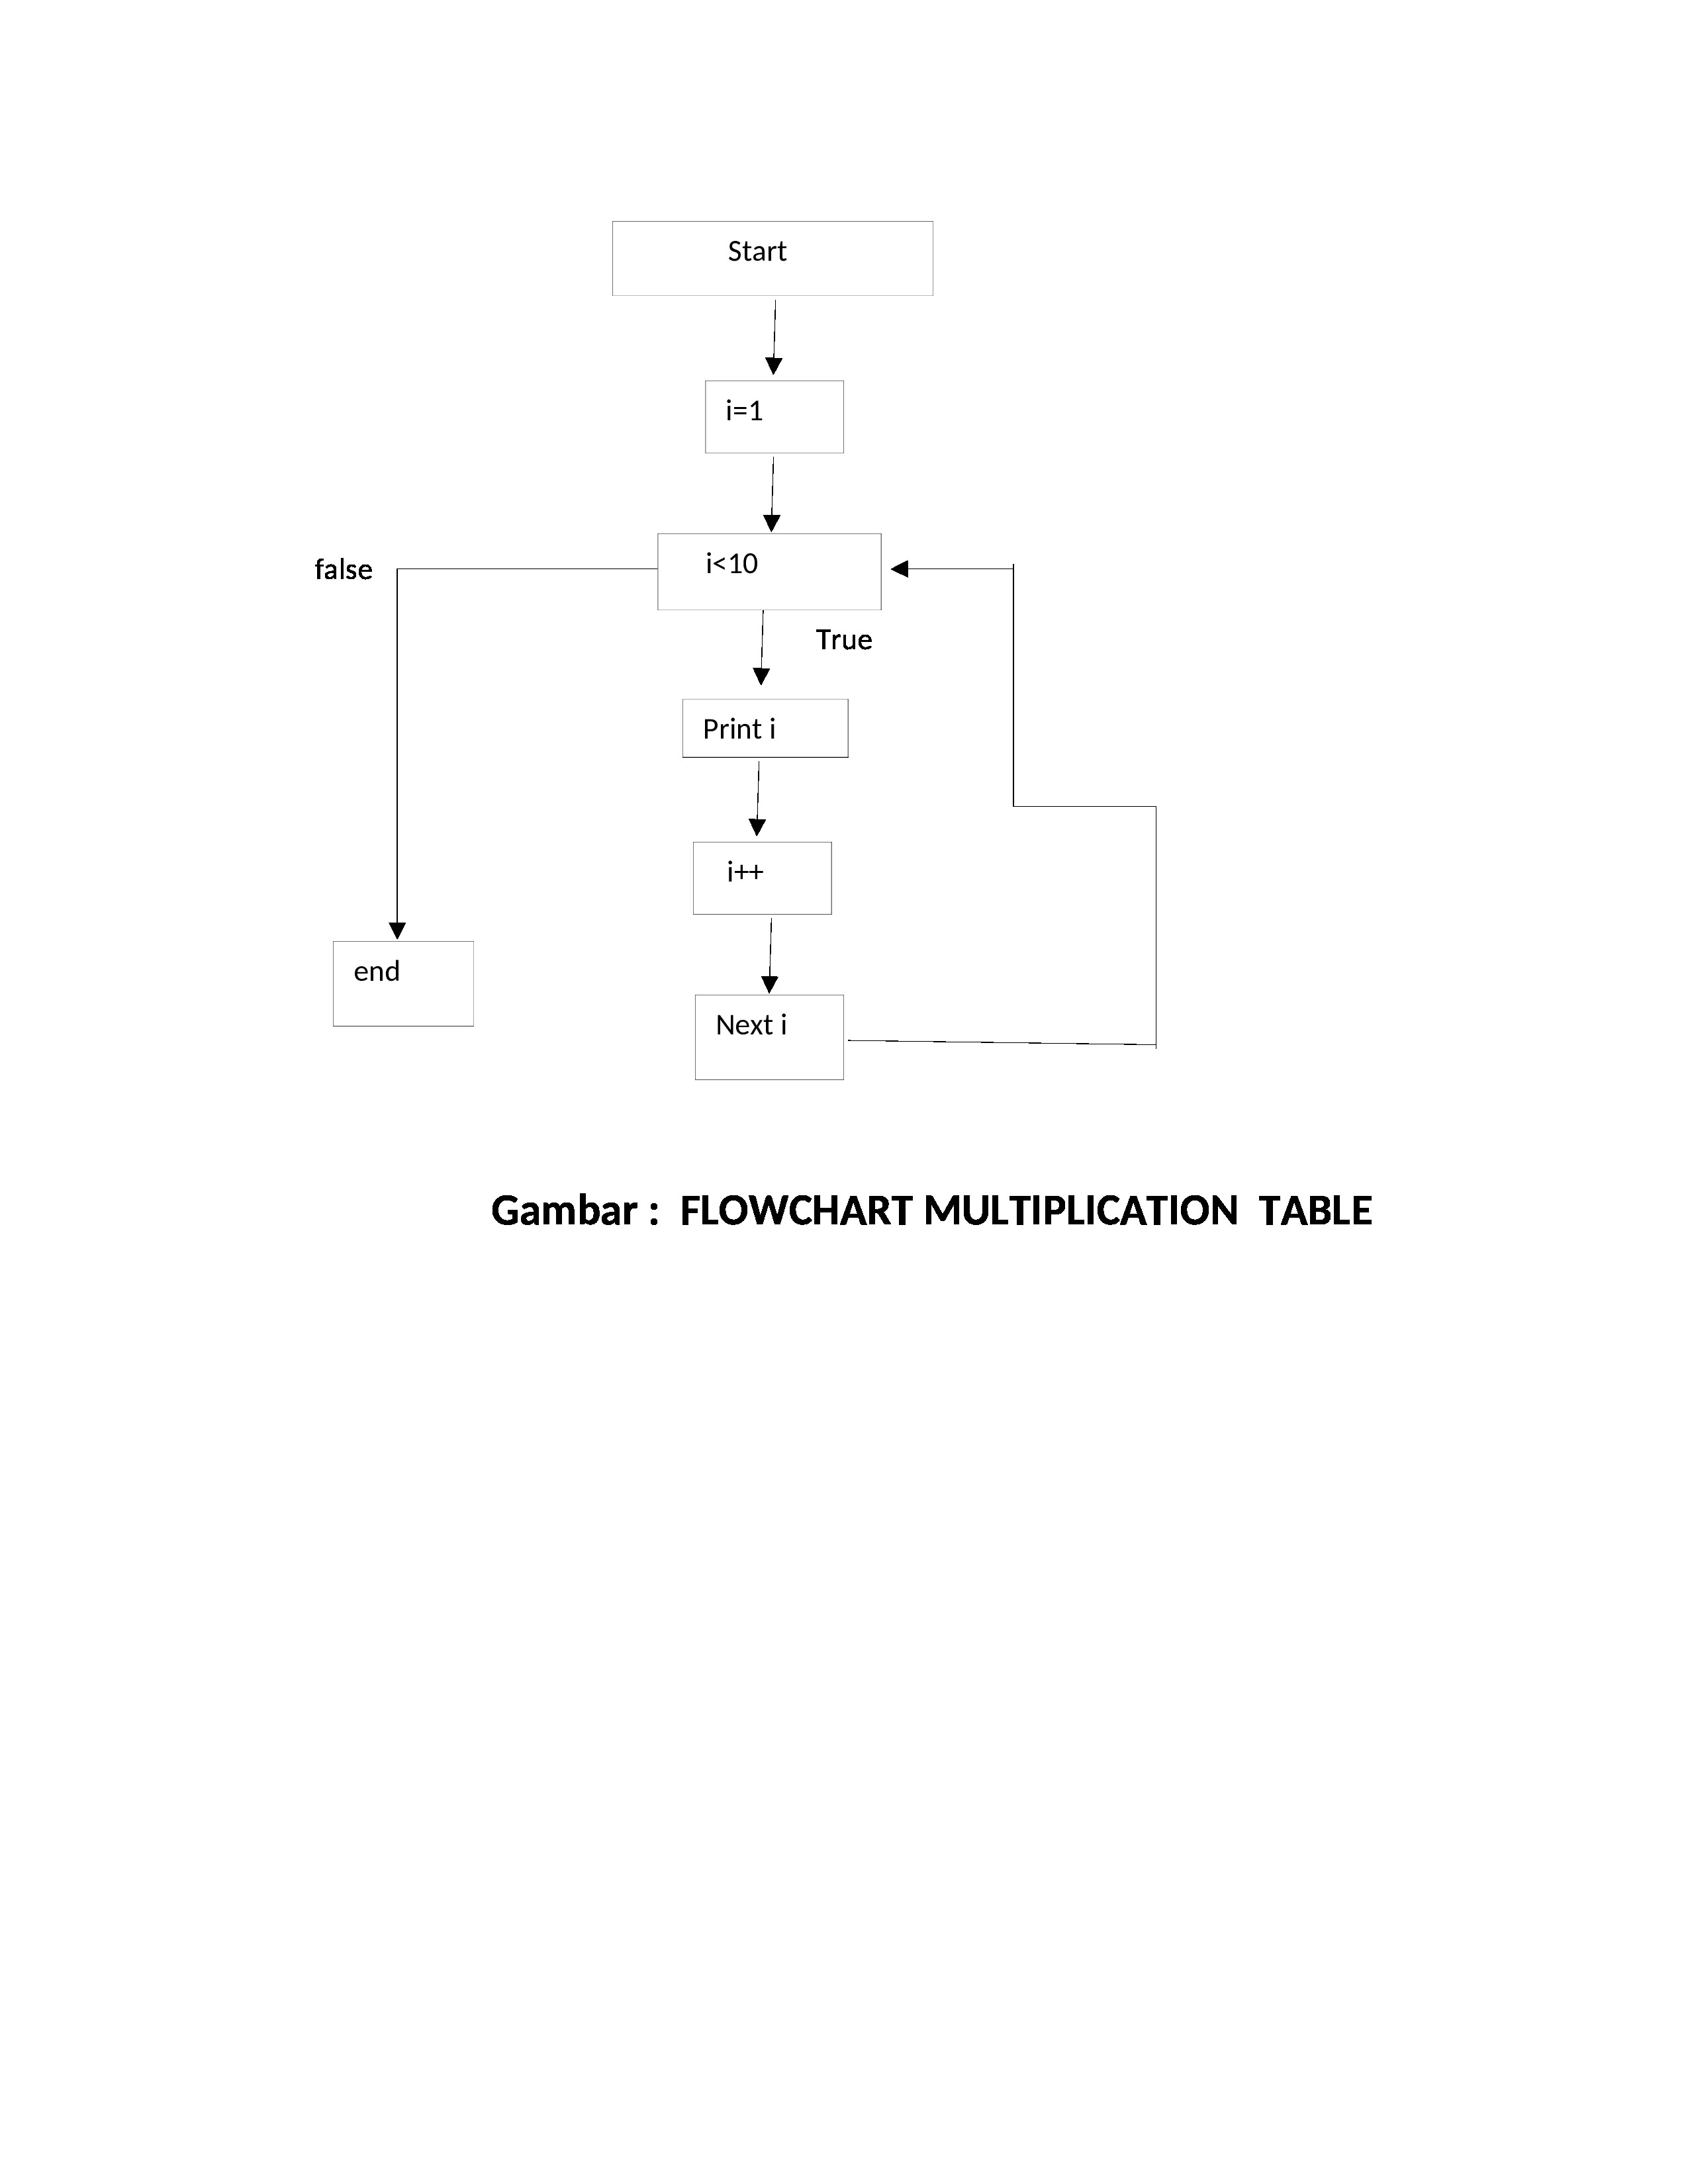 Start
i=1
i<10
false
True
Print i
i++
end
Next i
Gambar :  FLOWCHART MULTIPLICATION  TABLE